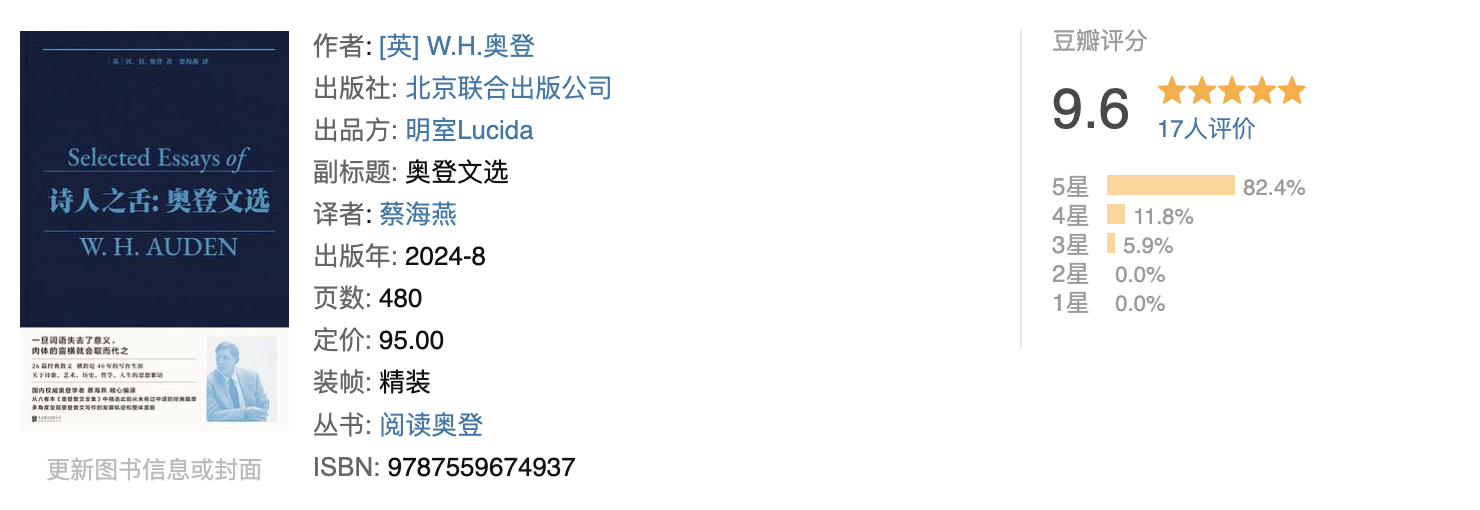 [英] W. H. 奥登 著 蔡海燕 译
Selected Essays of
诗人之舌: 奥登文选
W. H. AUDEN
一旦词语失去了意义，
肉体的蛮横就会取而代之
26 篇经典散文 横跨近 40 年的写作生涯
关于诗歌、艺术、历史、哲学、人生的思想絮语
国内权威奥登学者 蔡海燕 精心编译
从六卷本《奥登散文全集》中精选此前从未有过中译的经典篇章
多角度呈现奥登散文写作的发展轨迹和整体面貌
更新图书信息或封面
作者: [英] W.H.奥登
出版社: 北京联合出版公司
出品方: 明室Lucida
副标题: 奥登文选
译者: 蔡海燕
出版年: 2024-8
页数: 480
定价: 95.00
装帧: 精装
丛书: 阅读奥登
ISBN: 9787559674937
豆瓣评分
9.6
17人评价
5星 82.4%
4星 11.8%
3星 5.9%
2星 0.0%
1星 0.0%